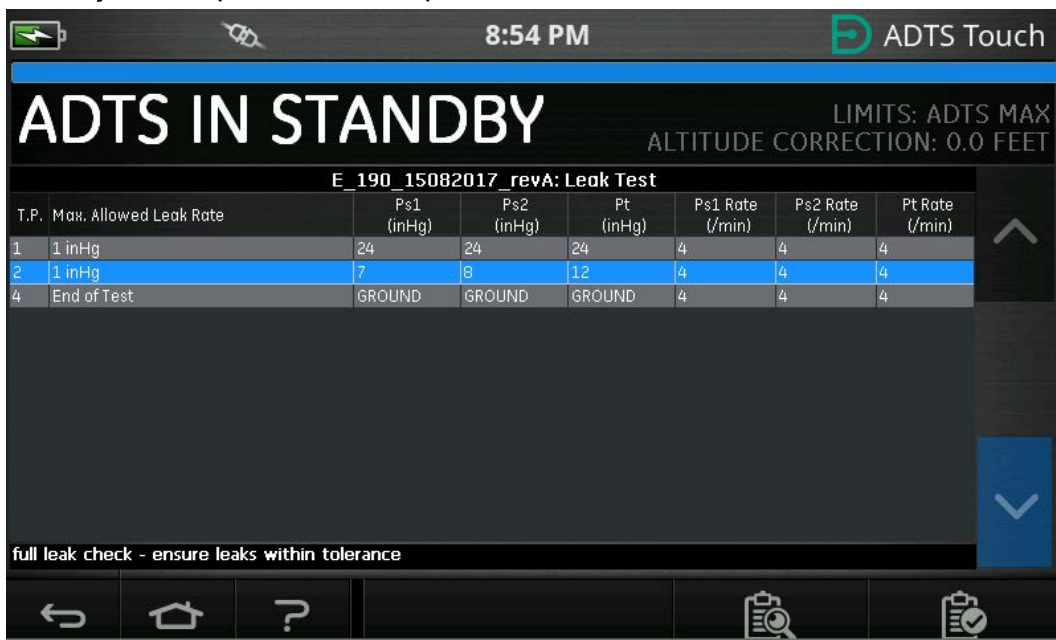 8:54 PM ADTS Touch
ADTS IN STANDBY
LIMITS: ADTS MAX
ALTITUDE CORRECTION: 0.0 FEET
E_190_15082017_revA: Leak Test
T.P. Max. Allowed Leak Rate Ps1 (inHg) Ps2 (inHg) Pt (inHg) Ps1 Rate (/min) Ps2 Rate (/min) Pt Rate (/min)
1 1 inHg 24 24 24 4 4 4
2 1 inHg 7 8 12 4 4 4
4 End of Test GROUND GROUND GROUND 4 4 4
full leak check - ensure leaks within tolerance